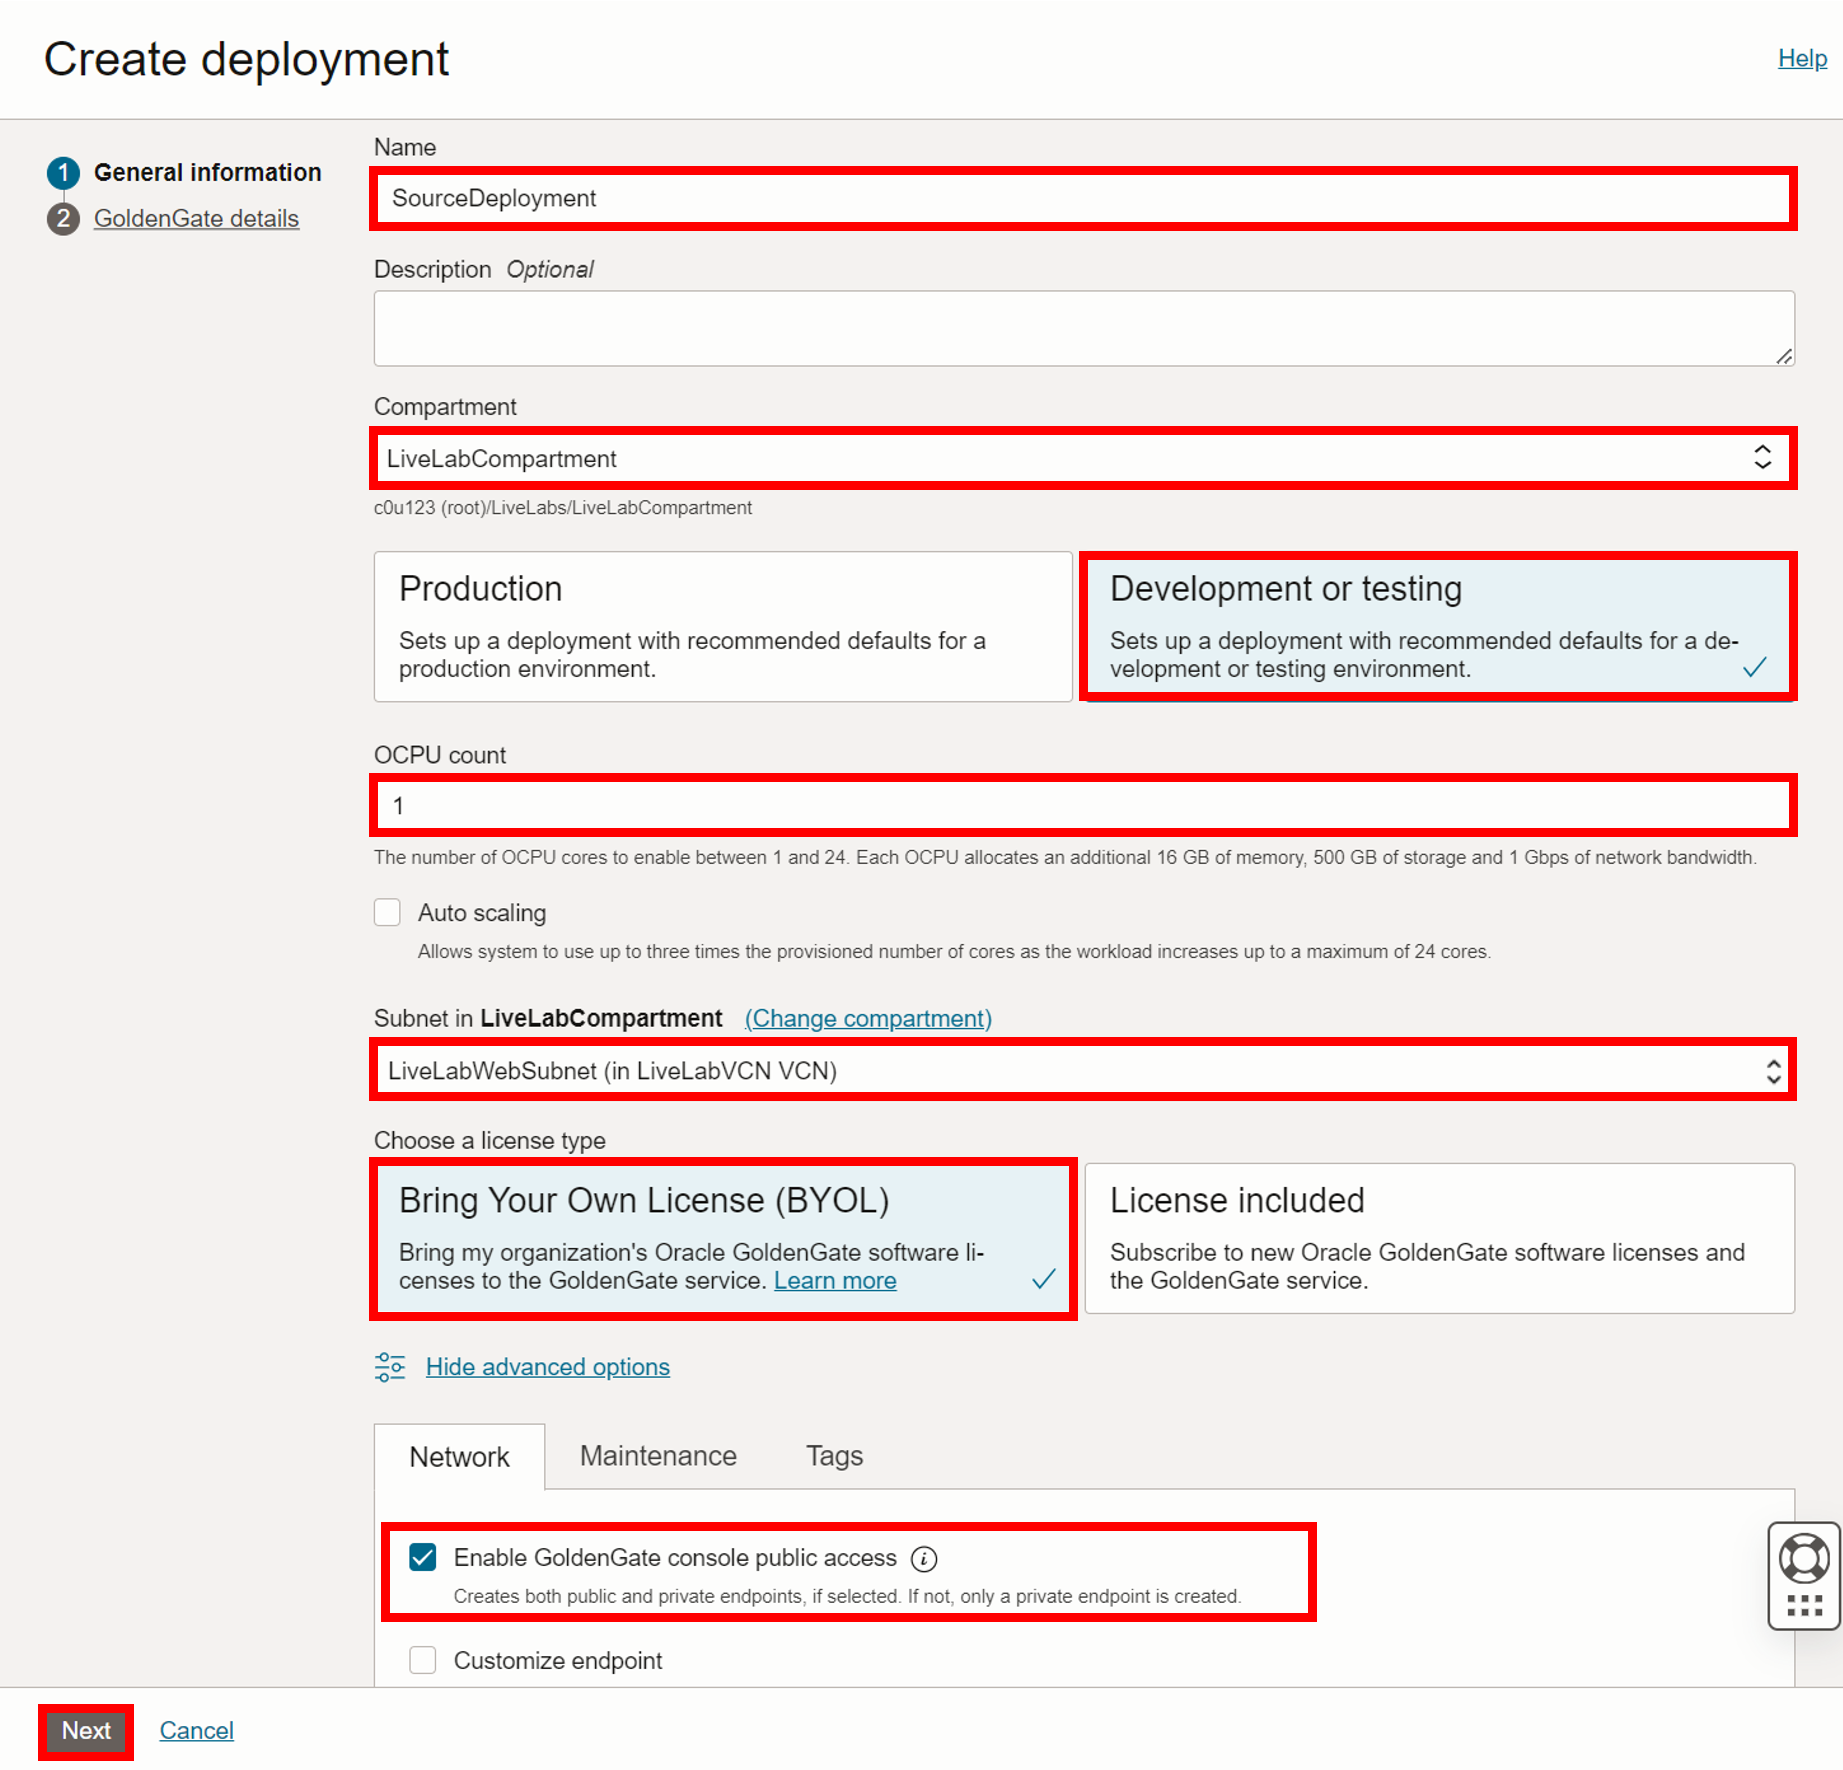 Create deployment
Help
1 General information
2 GoldenGate details
Name
SourceDeployment
Description Optional
Compartment
LiveLabCompartment
c0u123 (root)/LiveLabs/LiveLabCompartment
Production
Sets up a deployment with recommended defaults for a
production environment.
Development or testing
Sets up a deployment with recommended defaults for a de-
velopment or testing environment.
OCPU count
1
The number of OCPU cores to enable between 1 and 24. Each OCPU allocates an additional 16 GB of memory, 500 GB of storage and 1 Gbps of network bandwidth.
Auto scaling
Allows system to use up to three times the provisioned number of cores as the workload increases up to a maximum of 24 cores.
Subnet in LiveLabCompartment (Change compartment)
LiveLabWebSubnet (in LiveLabVCN VCN)
Choose a license type
Bring Your Own License (BYOL)
Bring my organization's Oracle GoldenGate software li-
censes to the GoldenGate service. Learn more
License included
Subscribe to new Oracle GoldenGate software licenses and
the GoldenGate service.
Hide advanced options
Network Maintenance Tags
Enable GoldenGate console public access i
Creates both public and private endpoints, if selected. If not, only a private endpoint is created.
Customize endpoint
Next Cancel